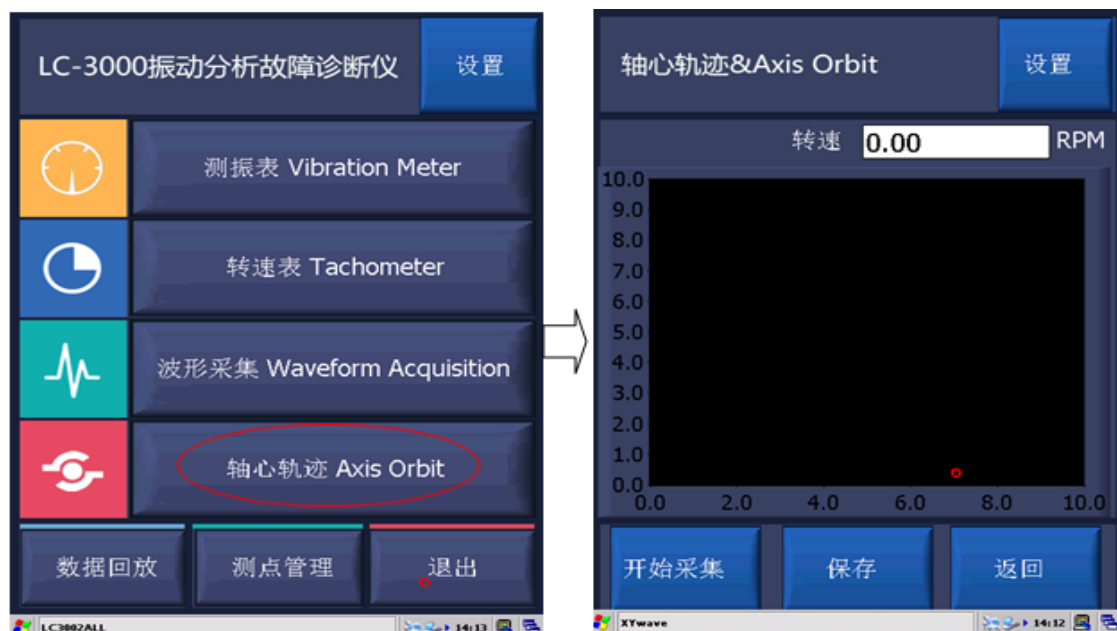 LC-3000振动分析故障诊断仪 设置
测振表 Vibration Meter
转速表 Tachometer
波形采集 Waveform Acquisition
轴心轨迹 Axis Orbit
数据回放 测点管理 退出
LC3002ALL 14:13
轴心轨迹&Axis Orbit 设置
转速 0.00 RPM
10.0
9.0
8.0
7.0
6.0
5.0
4.0
3.0
2.0
1.0
0.0
0.0 2.0 4.0 6.0 8.0 10.0
开始采集 保存 返回
XYwave 14:12